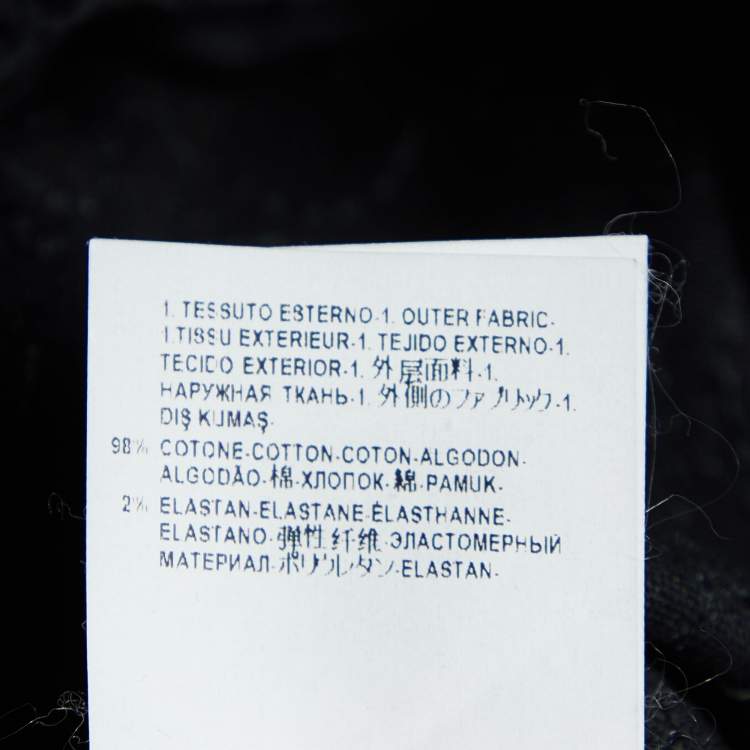 1. TESSUTO ESTERNO-1. OUTER FABRIC-
1.TISSU EXTERIEUR-1. TEJIDO EXTERNO-1.
TECIDO EXTERIOR-1. 外层面料-1.
НАРУЖНАЯ ТКАНЬ-1. 外側のファブリック-1.
DIŞ KUMAŞ-
98% COTONE-COTTON-COTON-ALGODON-
ALGODÃO-棉-ХЛОПОК-綿-PAMUK-
2% ELASTAN-ELASTANE-ÉLASTHANNE-
ELASTANO-弹性纤维-ЭЛАСТОМЕРНЫЙ
МАТЕРИАЛ-ポリウレタン-ELASTAN-